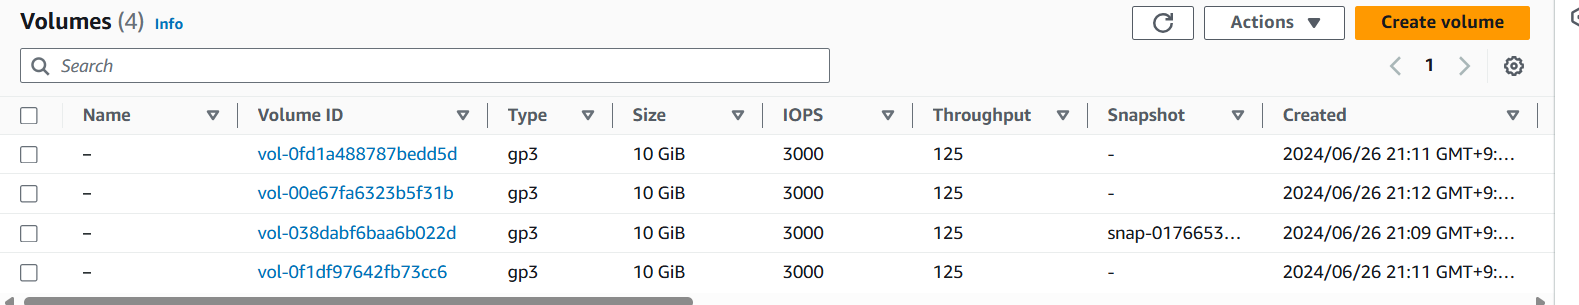 Volumes (4) Info
Actions Create volume
Search
1
Name Volume ID Type Size IOPS Throughput Snapshot Created
– vol-0fd1a488787bedd5d gp3 10 GiB 3000 125 - 2024/06/26 21:11 GMT+9:...
– vol-00e67fa6323b5f31b gp3 10 GiB 3000 125 - 2024/06/26 21:12 GMT+9:...
– vol-038dabf6baa6b022d gp3 10 GiB 3000 125 snap-0176653... 2024/06/26 21:09 GMT+9:...
– vol-0f1df97642fb73cc6 gp3 10 GiB 3000 125 - 2024/06/26 21:11 GMT+9:...